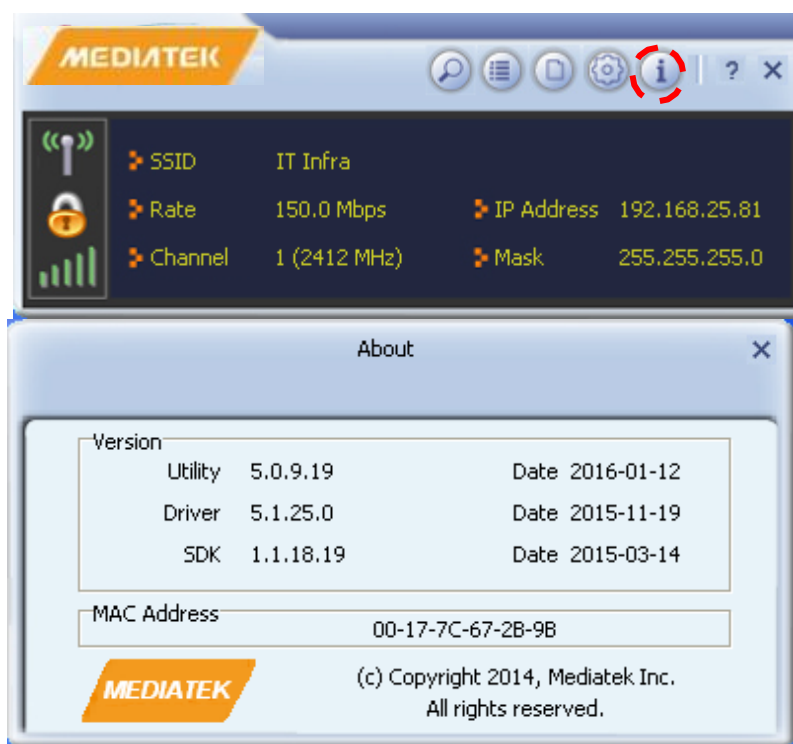 MEDIATEK
i ? ×
SSID IT Infra
Rate 150.0 Mbps IP Address 192.168.25.81
Channel 1 (2412 MHz) Mask 255.255.255.0
About ×
Version
Utility 5.0.9.19 Date 2016-01-12
Driver 5.1.25.0 Date 2015-11-19
SDK 1.1.18.19 Date 2015-03-14
MAC Address
00-17-7C-67-2B-9B
MEDIATEK
(c) Copyright 2014, Mediatek Inc.
All rights reserved.